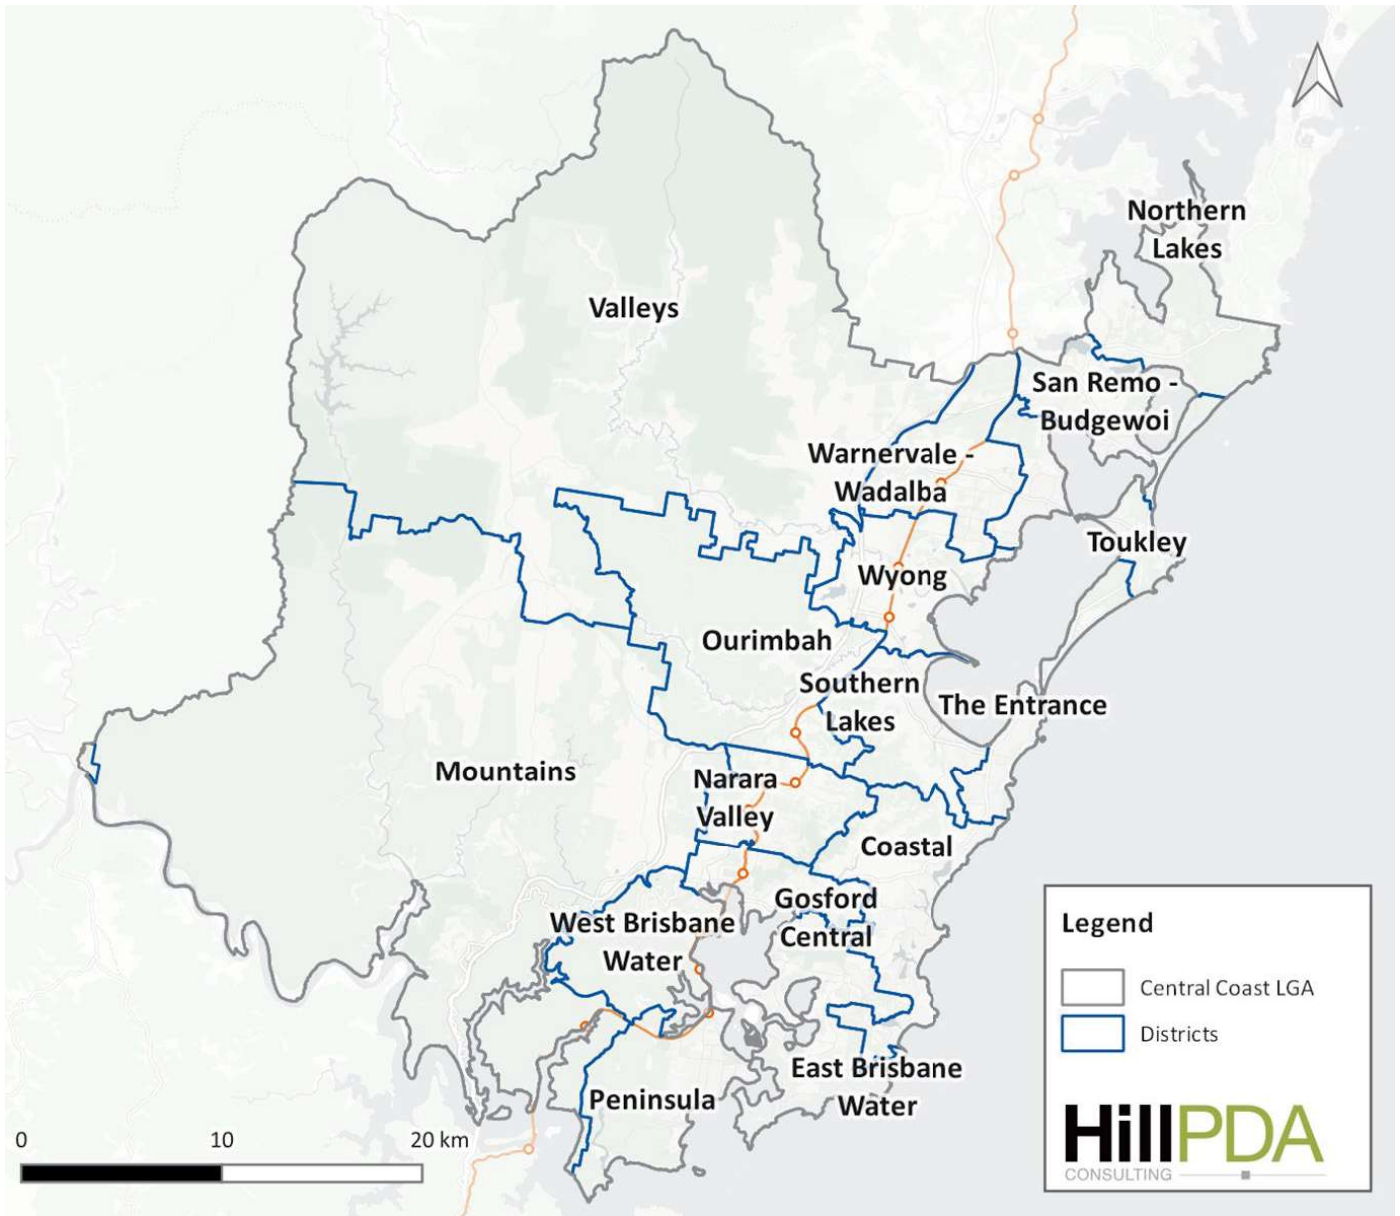 Northern
Lakes
Valleys
San Remo -
Budgewoi
Warnervale -
Wadalba
Toukley
Wyong
Ourimbah
Southern
Lakes
The Entrance
Mountains
Narara
Valley
Coastal
Gosford
Central
West Brisbane
Water
East Brisbane
Water
Peninsula
0 10 20 km
Legend
Central Coast LGA
Districts
HillPDA
CONSULTING